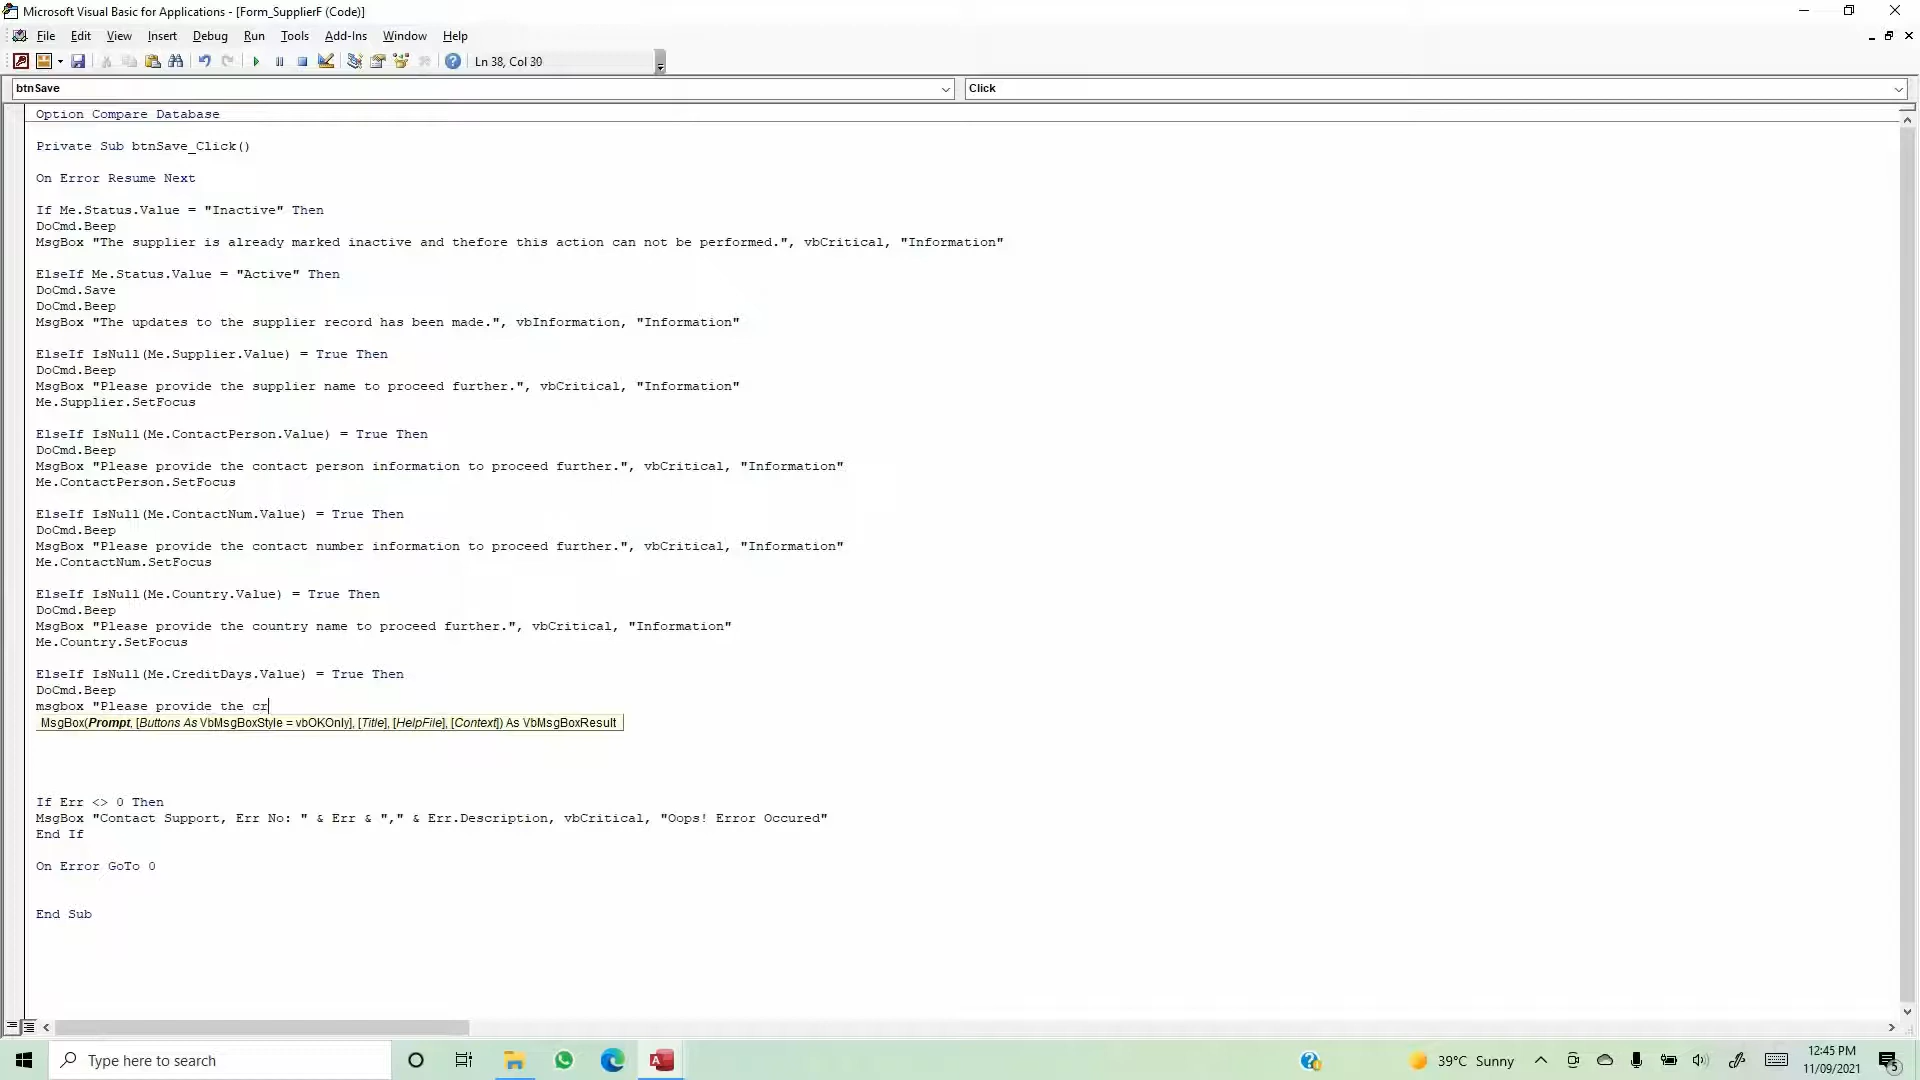 Microsoft Visual Basic for Applications - [Form_SupplierF (Code)]
File Edit View Insert Debug Run Tools Add-Ins Window Help
Ln 38, Col 30
btnSave Click
Option Compare Database
Private Sub btnSave_Click()
On Error Resume Next
If Me.Status.Value = "Inactive" Then
DoCmd.Beep
MsgBox "The supplier is already marked inactive and thefore this action can not be performed.", vbCritical, "Information"
ElseIf Me.Status.Value = "Active" Then
DoCmd.Save
DoCmd.Beep
MsgBox "The updates to the supplier record has been made.", vbInformation, "Information"
ElseIf IsNull(Me.Supplier.Value) = True Then
DoCmd.Beep
MsgBox "Please provide the supplier name to proceed further.", vbCritical, "Information"
Me.Supplier.SetFocus
ElseIf IsNull(Me.ContactPerson.Value) = True Then
DoCmd.Beep
MsgBox "Please provide the contact person information to proceed further.", vbCritical, "Information"
Me.ContactPerson.SetFocus
ElseIf IsNull(Me.ContactNum.Value) = True Then
DoCmd.Beep
MsgBox "Please provide the contact number information to proceed further.", vbCritical, "Information"
Me.ContactNum.SetFocus
ElseIf IsNull(Me.Country.Value) = True Then
DoCmd.Beep
MsgBox "Please provide the country name to proceed further.", vbCritical, "Information"
Me.Country.SetFocus
ElseIf IsNull(Me.CreditDays.Value) = True Then
DoCmd.Beep
msgbox "Please provide the cr
MsgBox(Prompt, [Buttons As VbMsgBoxStyle = vbOKOnly], [Title], [HelpFile], [Context]) As VbMsgBoxResult
If Err <> 0 Then
MsgBox "Contact Support, Err No: " & Err & "," & Err.Description, vbCritical, "Oops! Error Occured"
End If
On Error GoTo 0
End Sub
Type here to search
39°C Sunny
12:45 PM
11/09/2021
5